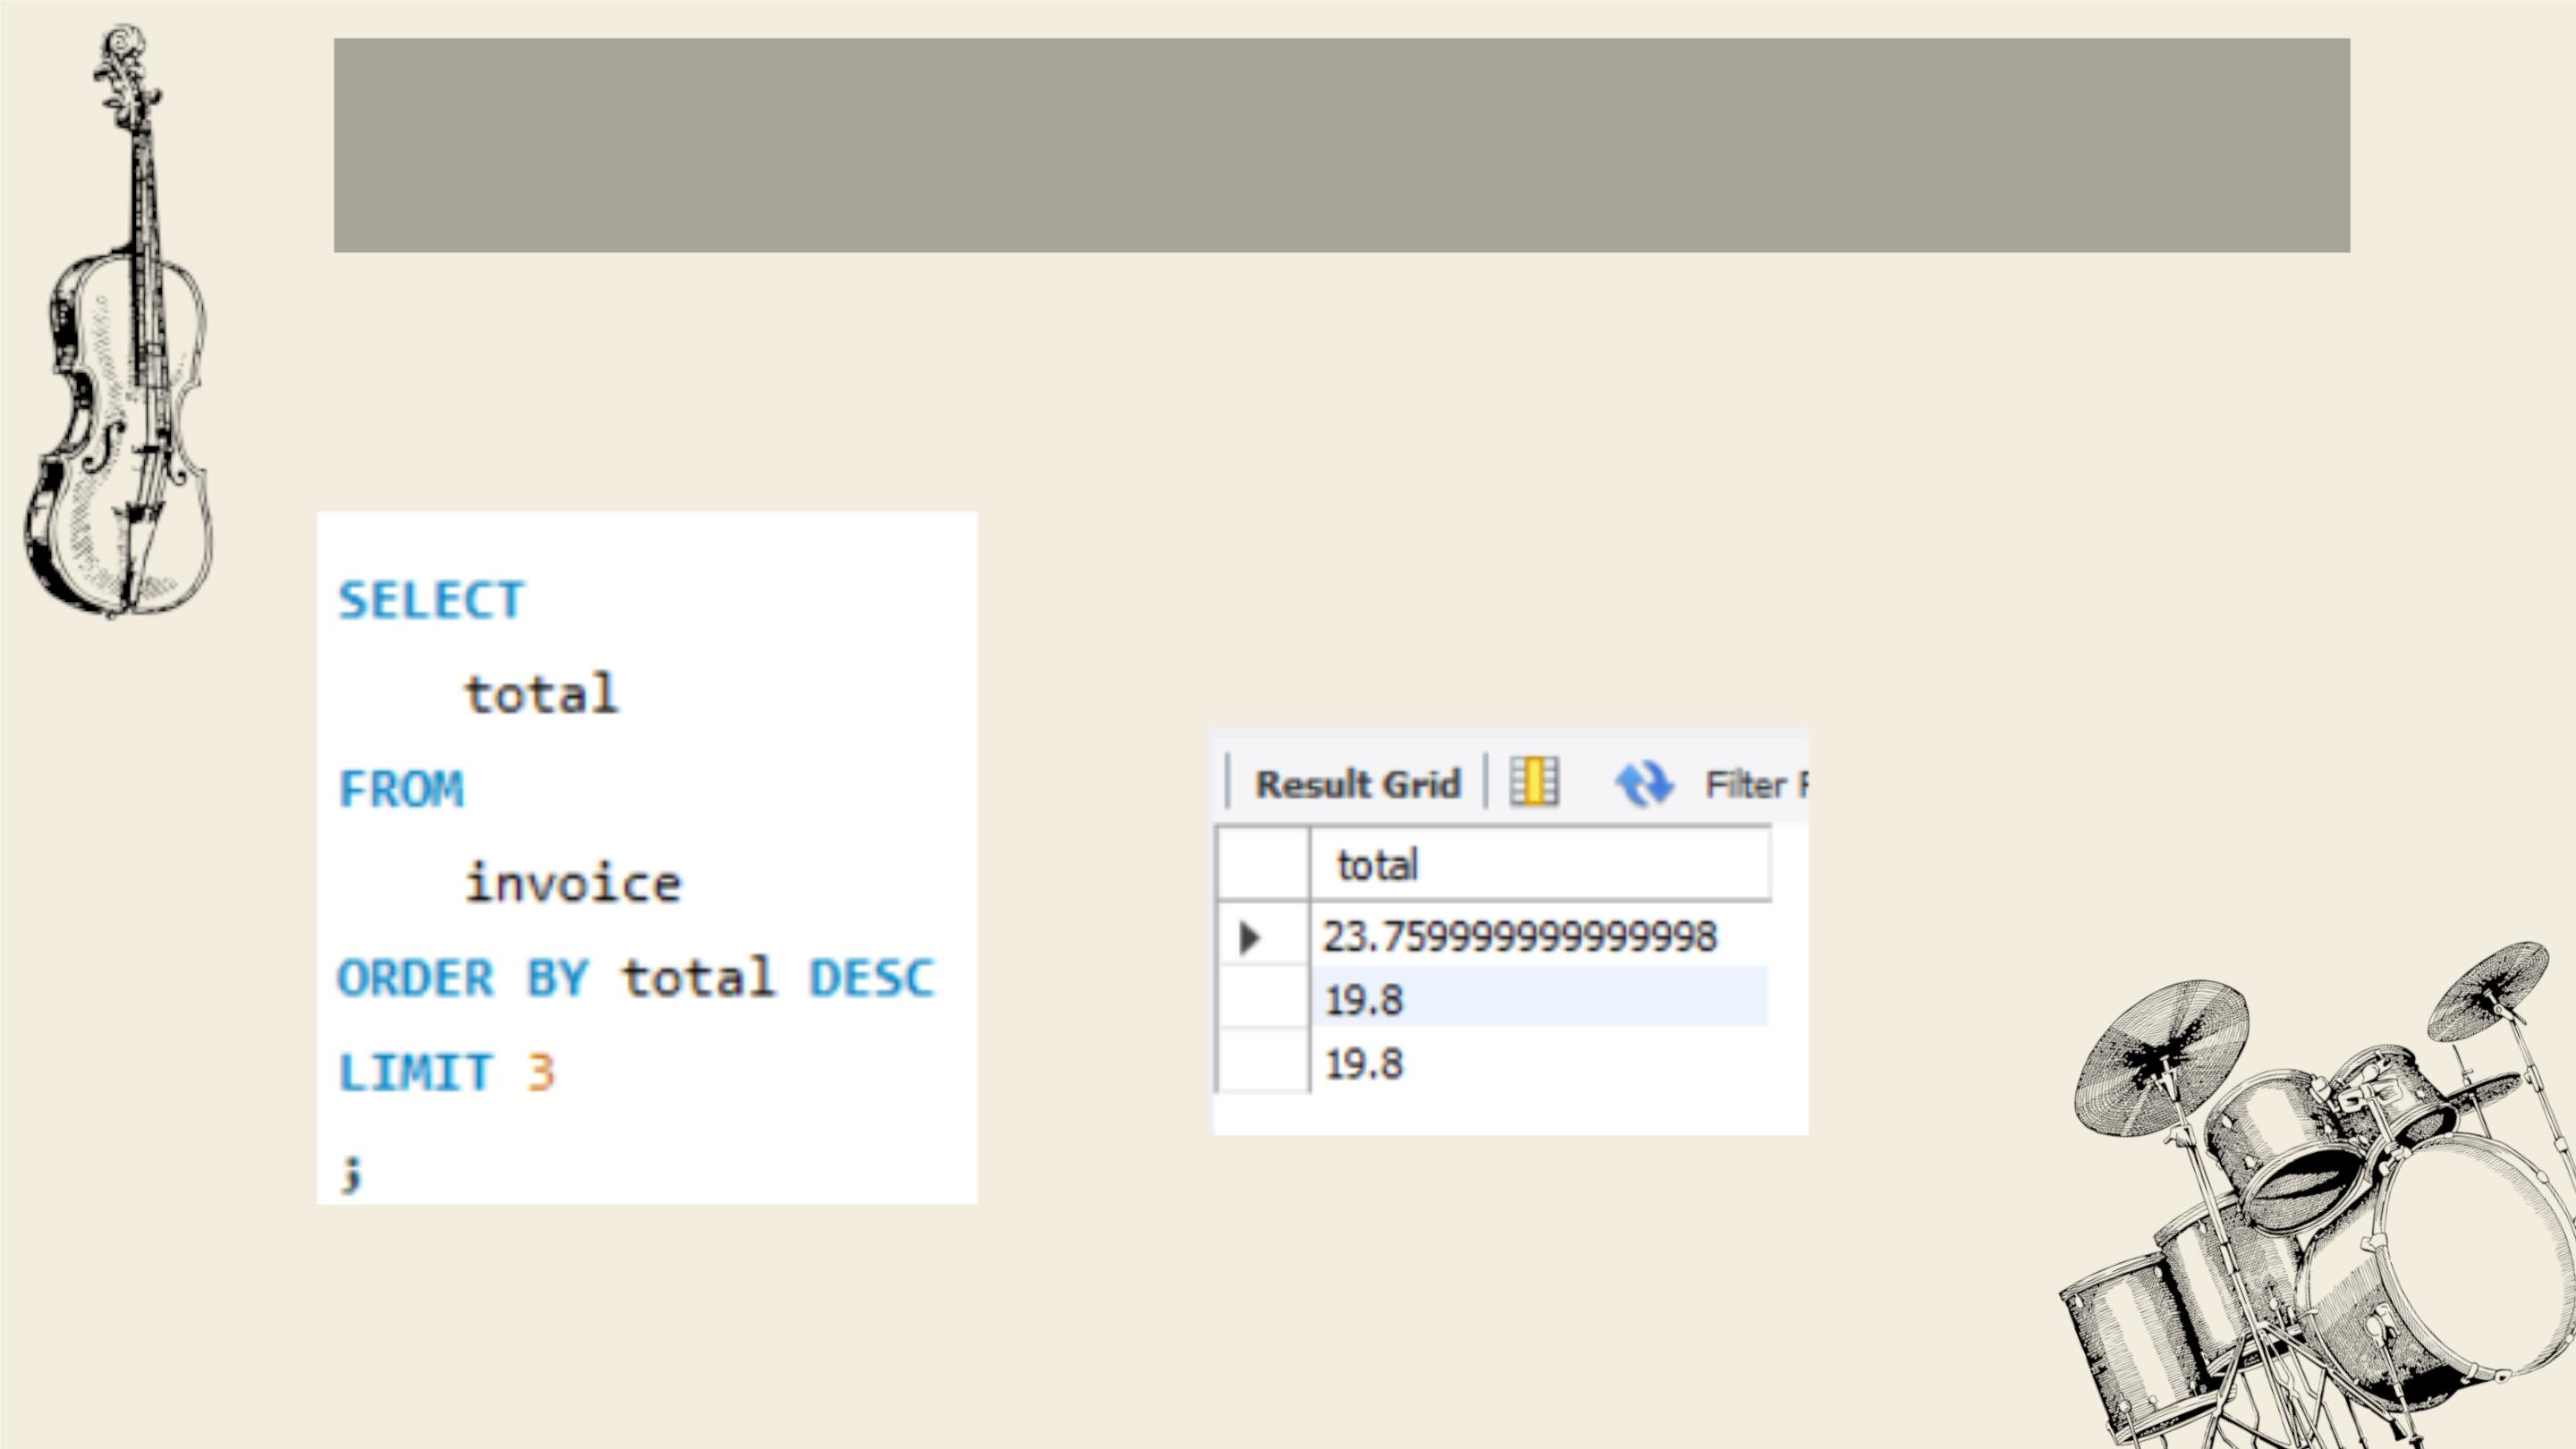 SELECT
total
FROM
invoice
ORDER BY total DESC
LIMIT 3
;
Result Grid Filter
total
23.759999999999998
19.8
19.8